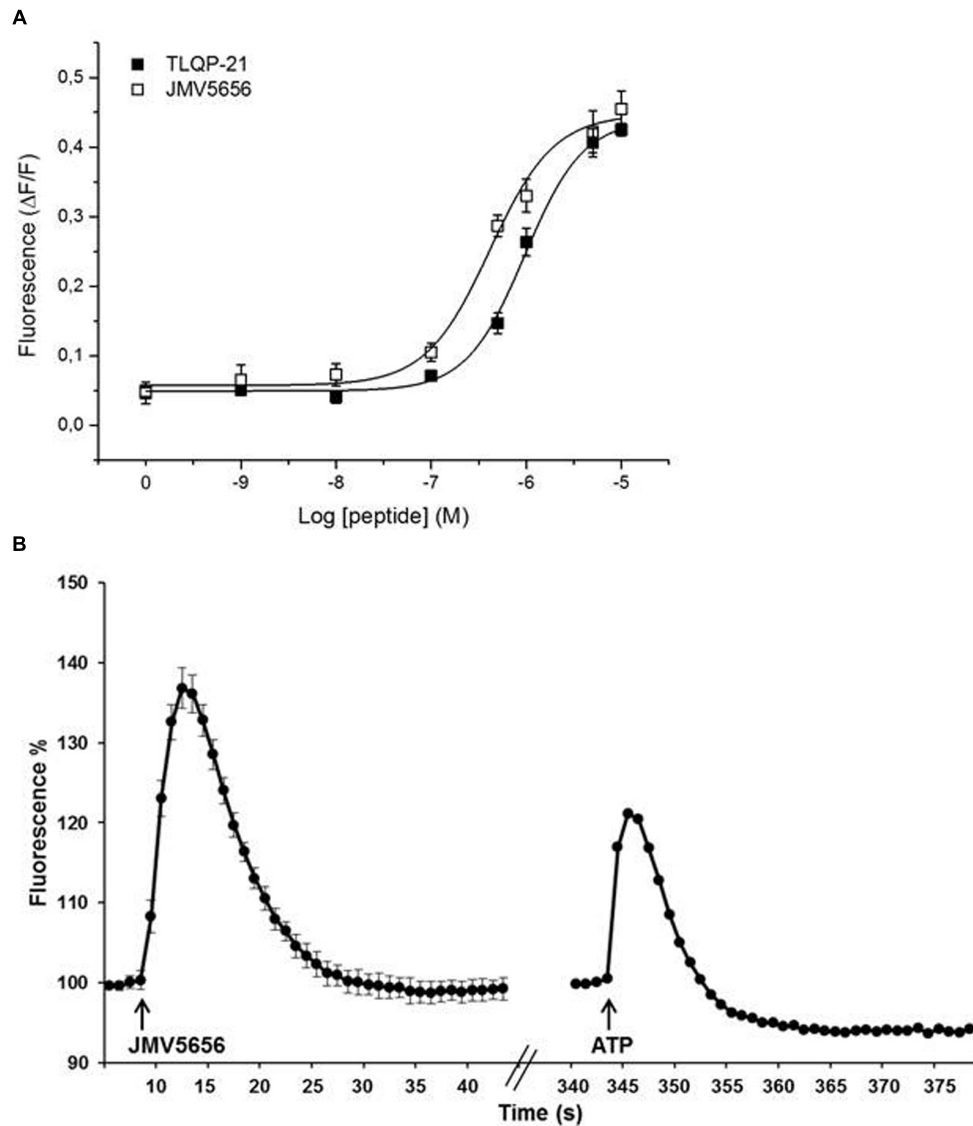 A
TLQP-21
JMV5656
0,5
0,4
0,3
0,2
0,1
0,0
Fluorescence (ΔF/F)
0 -9 -8 -7 -6 -5
Log [peptide] (M)
B
150
140
130
120
110
100
90
Fluorescence %
JMV5656 ATP
10 15 20 25 30 35 40 340 345 350 355 360 365 370 375
Time (s)